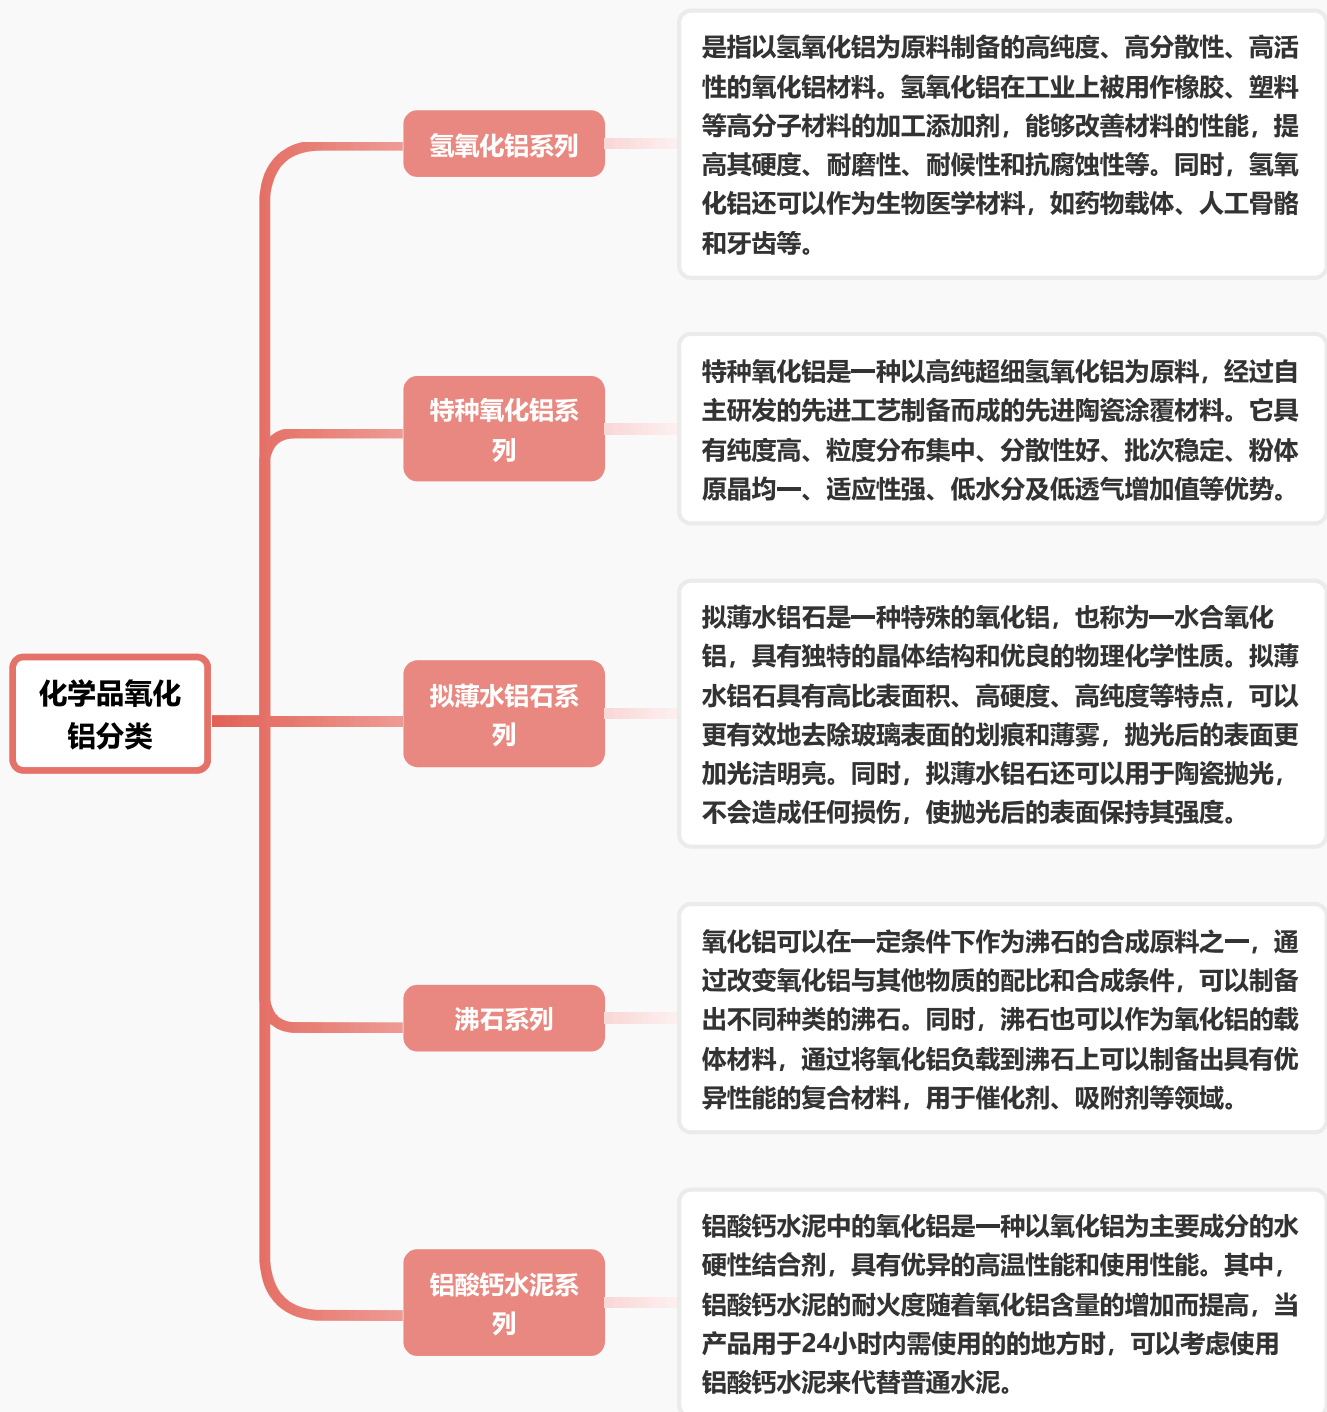 化学品氧化
铝分类
氢氧化铝系列
是指以氢氧化铝为原料制备的高纯度、高分散性、高活
性的氧化铝材料。氢氧化铝在工业上被用作橡胶、塑料
等高分子材料的加工添加剂，能够改善材料的性能，提
高其硬度、耐磨性、耐候性和抗腐蚀性等。同时，氢氧
化铝还可以作为生物医学材料，如药物载体、人工骨骼
和牙齿等。
特种氧化铝系
列
特种氧化铝是一种以高纯超细氢氧化铝为原料，经过自
主研发的先进工艺制备而成的先进陶瓷涂覆材料。它具
有纯度高、粒度分布集中、分散性好、批次稳定、粉体
原晶均一、适应性强、低水分及低透气增加值等优势。
拟薄水铝石系
列
拟薄水铝石是一种特殊的氧化铝，也称为一水合氧化
铝，具有独特的晶体结构和优良的物理化学性质。拟薄
水铝石具有高比表面积、高硬度、高纯度等特点，可以
更有效地去除玻璃表面的划痕和薄雾，抛光后的表面更
加光洁明亮。同时，拟薄水铝石还可以用于陶瓷抛光，
不会造成任何损伤，使抛光后的表面保持其强度。
沸石系列
氧化铝可以在一定条件下作为沸石的合成原料之一，通
过改变氧化铝与其他物质的配比和合成条件，可以制备
出不同种类的沸石。同时，沸石也可以作为氧化铝的载
体材料，通过将氧化铝负载到沸石上可以制备出具有优
异性能的复合材料，用于催化剂、吸附剂等领域。
铝酸钙水泥系
列
铝酸钙水泥中的氧化铝是一种以氧化铝为主要成分的水
硬性结合剂，具有优异的高温性能和使用性能。其中，
铝酸钙水泥的耐火度随着氧化铝含量的增加而提高，当
产品用于24小时内需使用的的地方时，可以考虑使用
铝酸钙水泥来代替普通水泥。